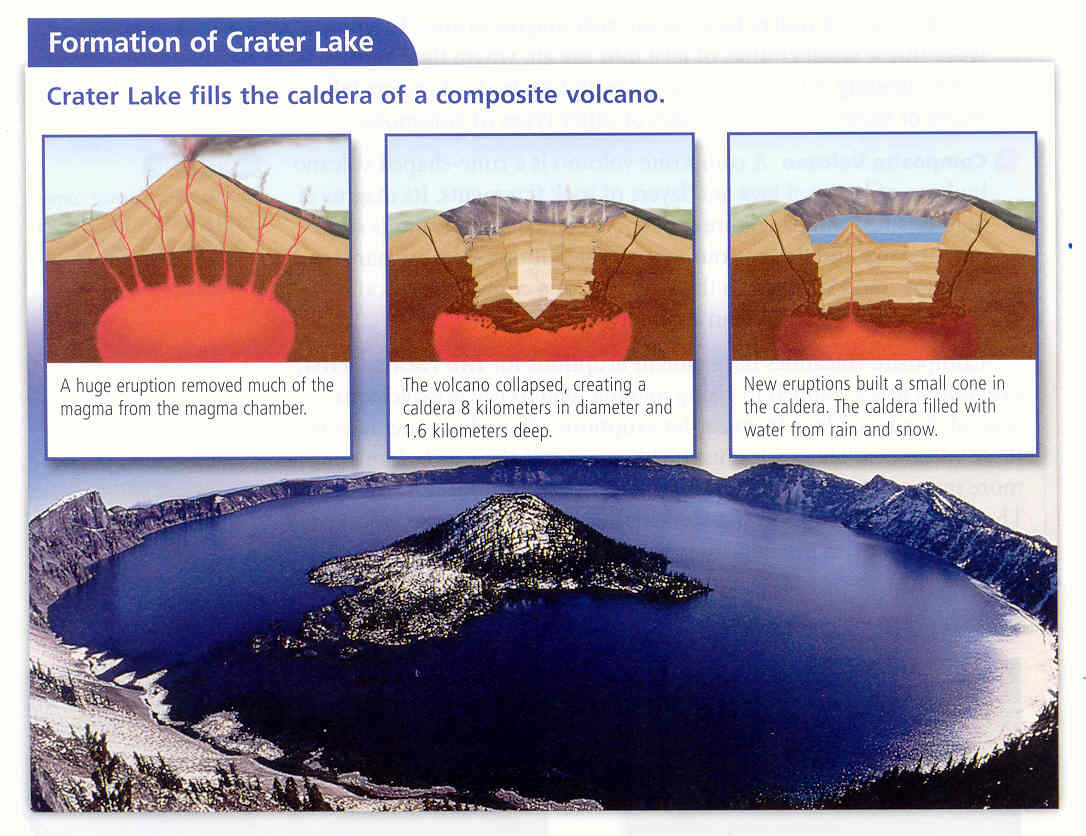 Formation of Crater Lake
Crater Lake fills the caldera of a composite volcano.
A huge eruption removed much of the
magma from the magma chamber.
The volcano collapsed, creating a
caldera 8 kilometers in diameter and
1.6 kilometers deep.
New eruptions built a small cone in
the caldera. The caldera filled with
water from rain and snow.